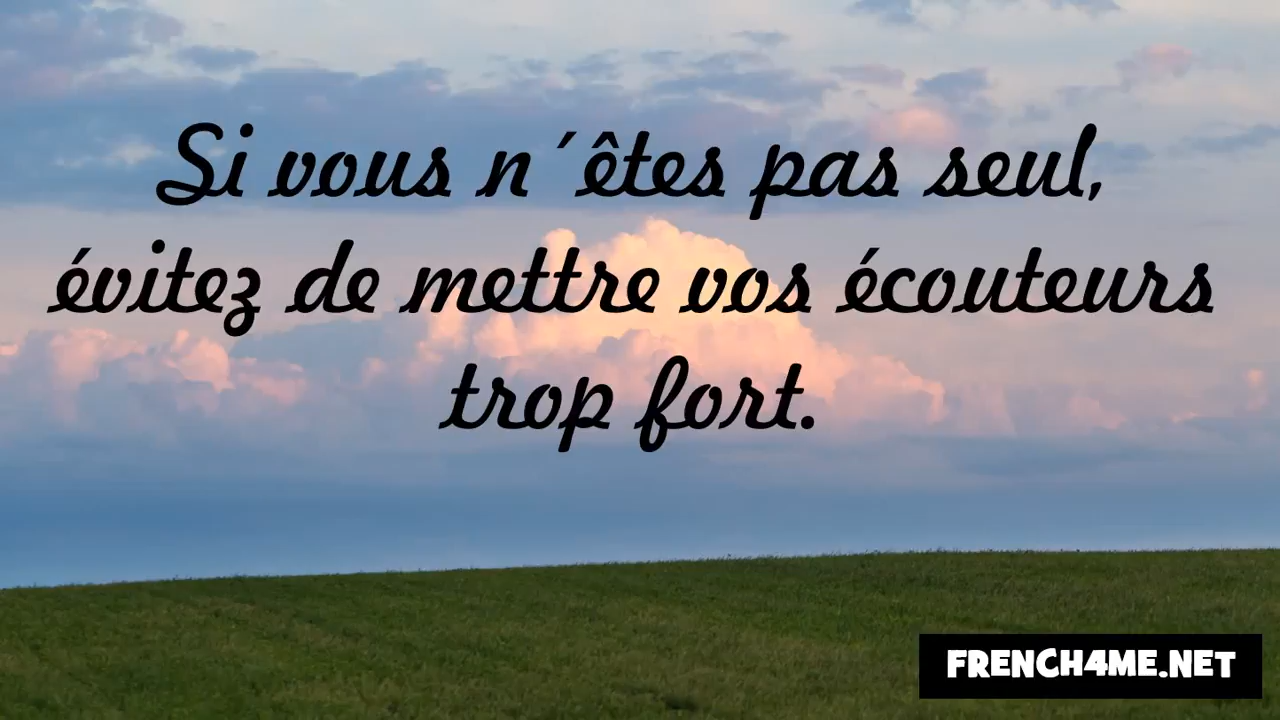 Si vous n´êtes pas seul,
évitez de mettre vos écouteurs
trop fort.
FRENCH4ME.NET